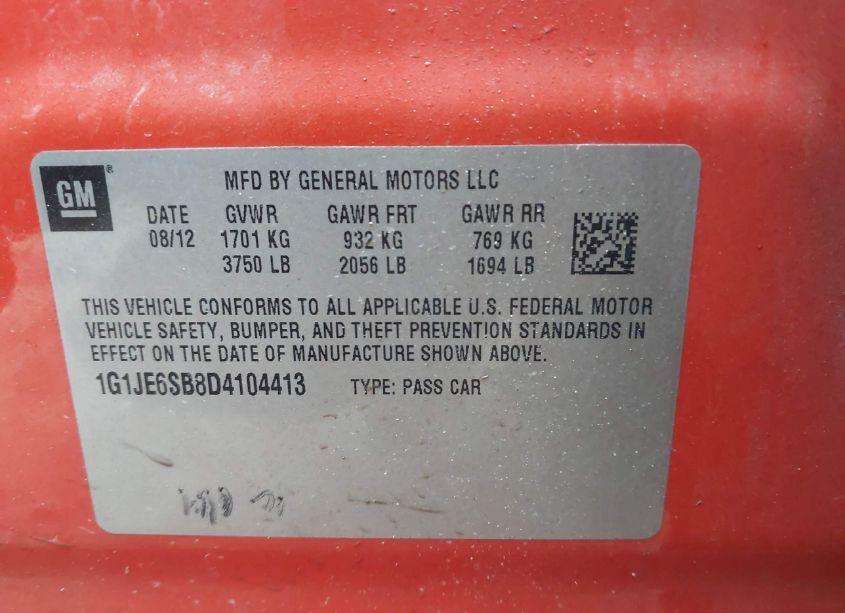 GM®
MFD BY GENERAL MOTORS LLC
DATE GVWR GAWR FRT GAWR RR
08/12 1701 KG 932 KG 769 KG
3750 LB 2056 LB 1694 LB
THIS VEHICLE CONFORMS TO ALL APPLICABLE U.S. FEDERAL MOTOR
VEHICLE SAFETY, BUMPER, AND THEFT PREVENTION STANDARDS IN
EFFECT ON THE DATE OF MANUFACTURE SHOWN ABOVE.
1G1JE6SB8D4104413 TYPE: PASS CAR